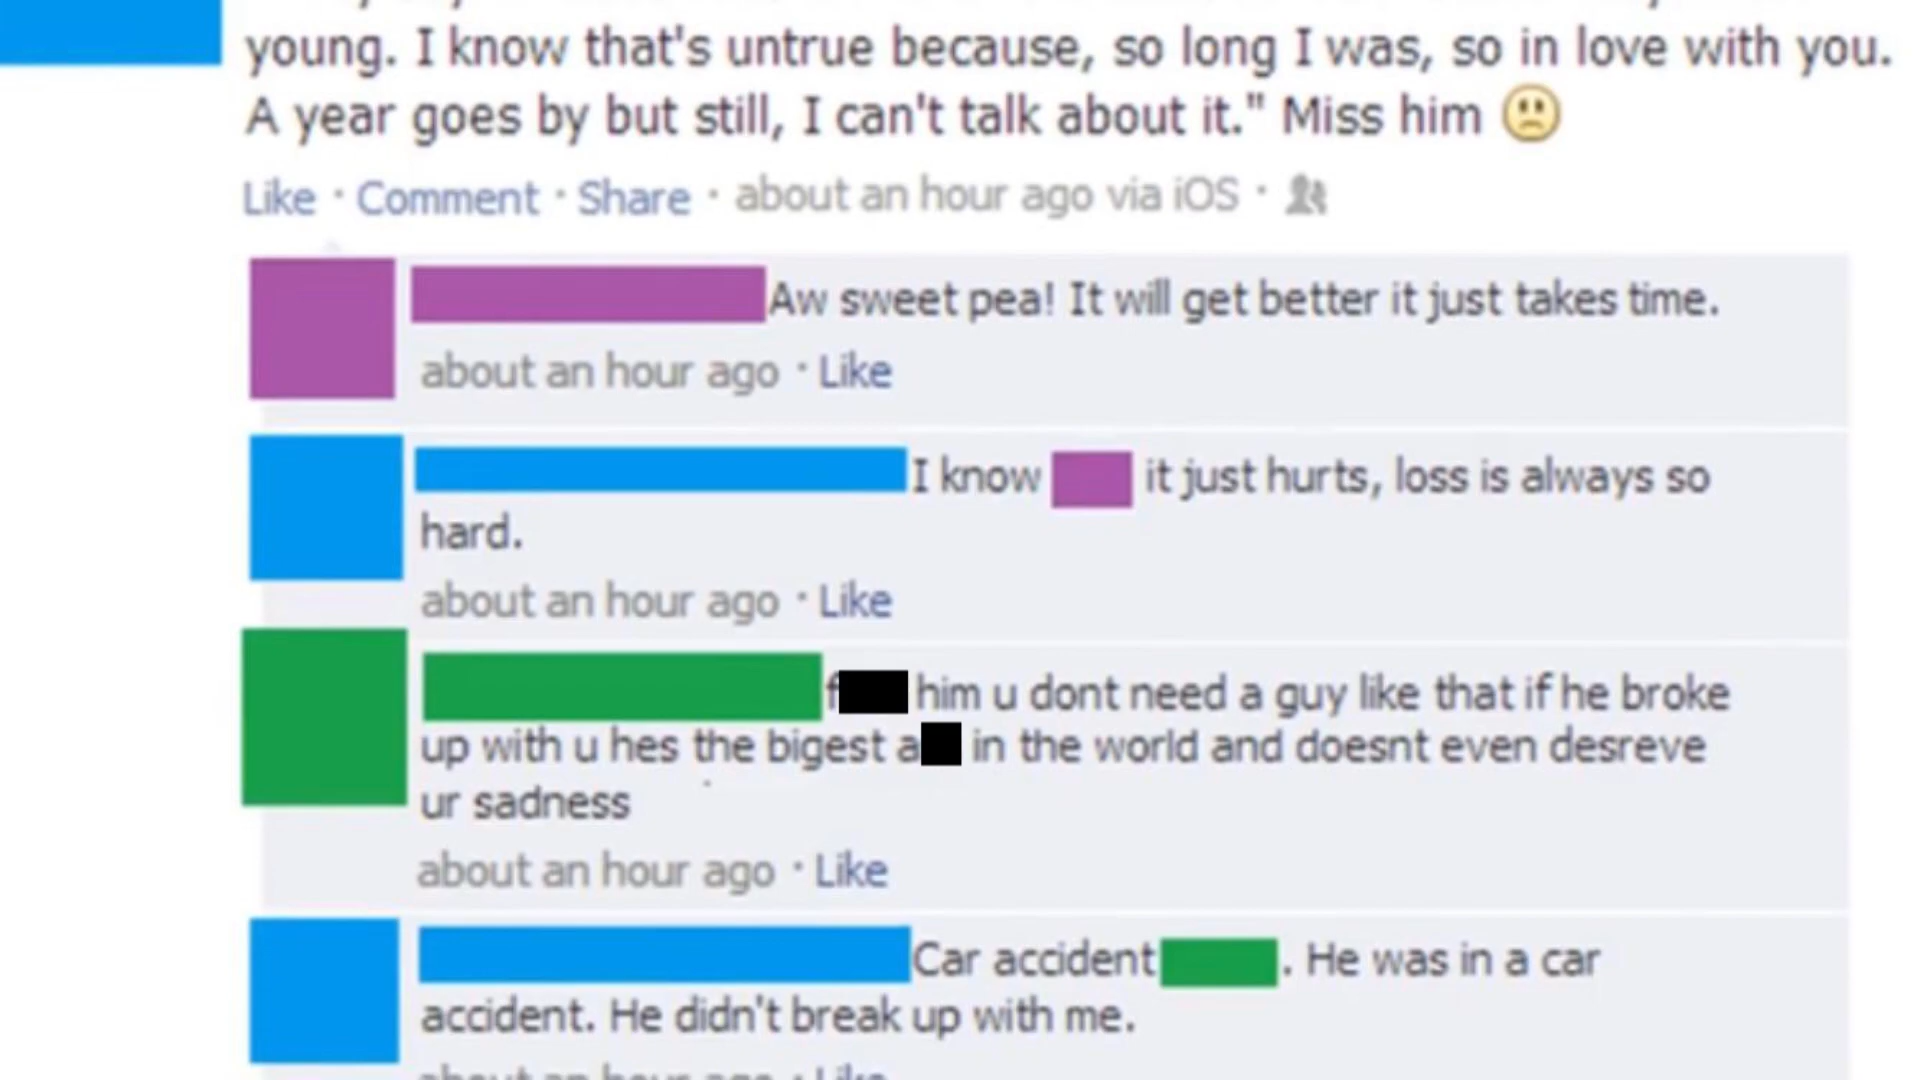 young. I know that's untrue because, so long I was, so in love with you.
A year goes by but still, I can't talk about it." Miss him
Like · Comment · Share · about an hour ago via iOS ·
Aw sweet pea! It will get better it just takes time.
about an hour ago · Like
I know it just hurts, loss is always so
hard.
about an hour ago · Like
f him u dont need a guy like that if he broke
up with u hes the bigest a in the world and doesnt even desreve
ur sadness
about an hour ago · Like
Car accident . He was in a car
accident. He didn't break up with me.
about an hour ago · Like